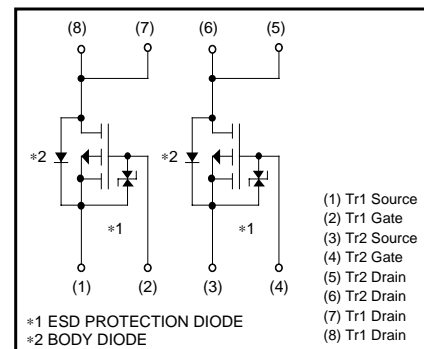 (8) (7) (6) (5)
∗2 ∗2
∗1 ∗1
(1) (2) (3) (4)
(1) Tr1 Source
(2) Tr1 Gate
(3) Tr2 Source
(4) Tr2 Gate
(5) Tr2 Drain
(6) Tr2 Drain
(7) Tr1 Drain
(8) Tr1 Drain
∗1 ESD PROTECTION DIODE
∗2 BODY DIODE